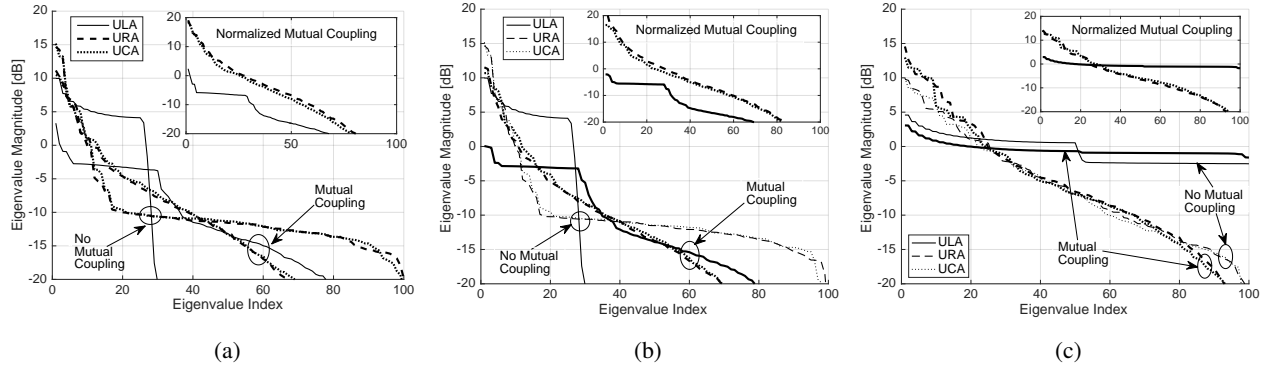 ULA
URA
UCA
Normalized Mutual Coupling
20
10
0
-10
-20
0
50
100
No Mutual
Coupling
Mutual
Coupling
20
15
10
5
0
-5
-10
-15
-20
Eigenvalue Magnitude [dB]
0
20
40
60
80
100
Eigenvalue Index
(a)
ULA
URA
UCA
Normalized Mutual Coupling
20
10
0
-10
-20
0
20
40
60
80
100
No Mutual
Coupling
Mutual
Coupling
20
15
10
5
0
-5
-10
-15
-20
Eigenvalue Magnitude [dB]
0
20
40
60
80
100
Eigenvalue Index
(b)
Normalized Mutual Coupling
20
10
0
-10
-20
0
20
40
60
80
100
No Mutual
Coupling
Mutual
Coupling
ULA
URA
UCA
20
15
10
5
0
-5
-10
-15
-20
Eigenvalue Magnitude [dB]
0
20
40
60
80
100
Eigenvalue Index
(c)